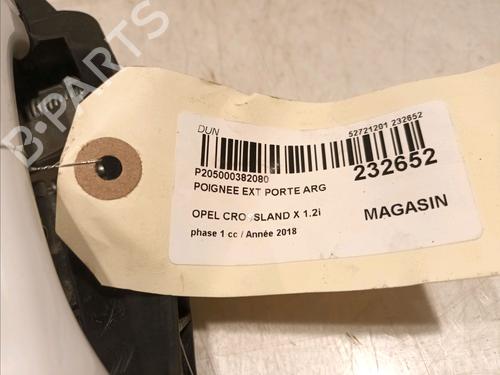 B-PARTS
DUN
52721201 232652
P205000382080
232652
POIGNEE EXT PORTE ARG
OPEL CROSSLAND X 1.2i
MAGASIN
phase 1 cc / Année 2018